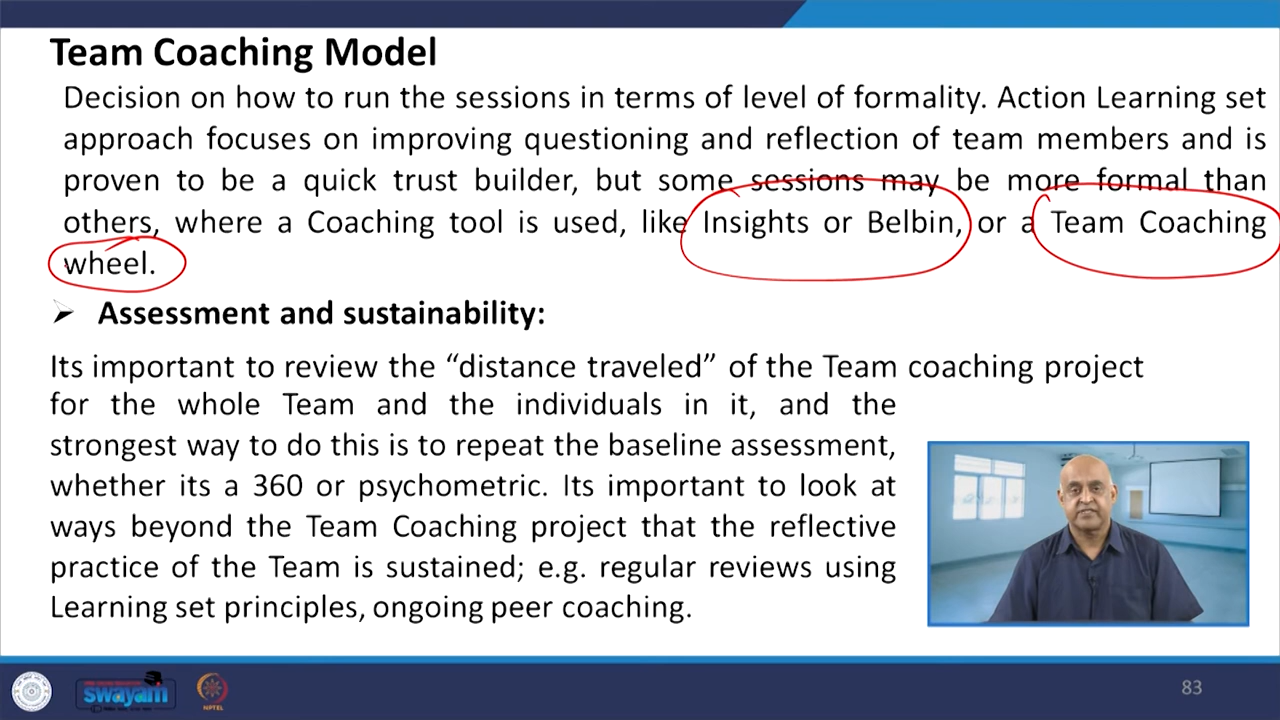 Team Coaching Model
Decision on how to run the sessions in terms of level of formality. Action Learning set
approach focuses on improving questioning and reflection of team members and is
proven to be a quick trust builder, but some sessions may be more formal than
others, where a Coaching tool is used, like Insights or Belbin, or a Team Coaching
wheel.
➢ Assessment and sustainability:
Its important to review the “distance traveled” of the Team coaching project
for the whole Team and the individuals in it, and the
strongest way to do this is to repeat the baseline assessment,
whether its a 360 or psychometric. Its important to look at
ways beyond the Team Coaching project that the reflective
practice of the Team is sustained; e.g. regular reviews using
Learning set principles, ongoing peer coaching.
swayam
NPTEL
83